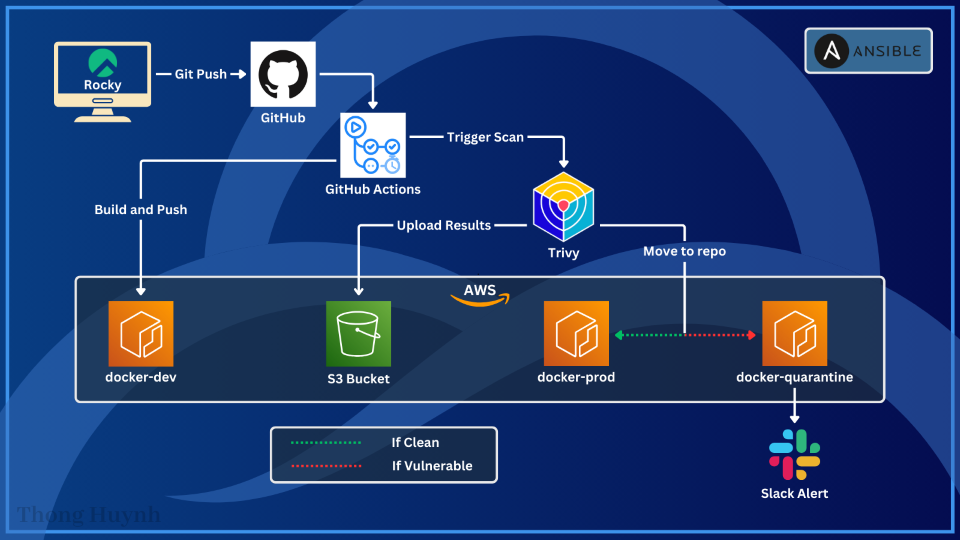 Rocky
Git Push
GitHub
ANSIBLE
GitHub Actions
Trigger Scan
Build and Push
Upload Results
Trivy
Move to repo
AWS
docker-dev
S3 Bucket
docker-prod
docker-quarantine
If Clean
If Vulnerable
Slack Alert
Thong Huynh